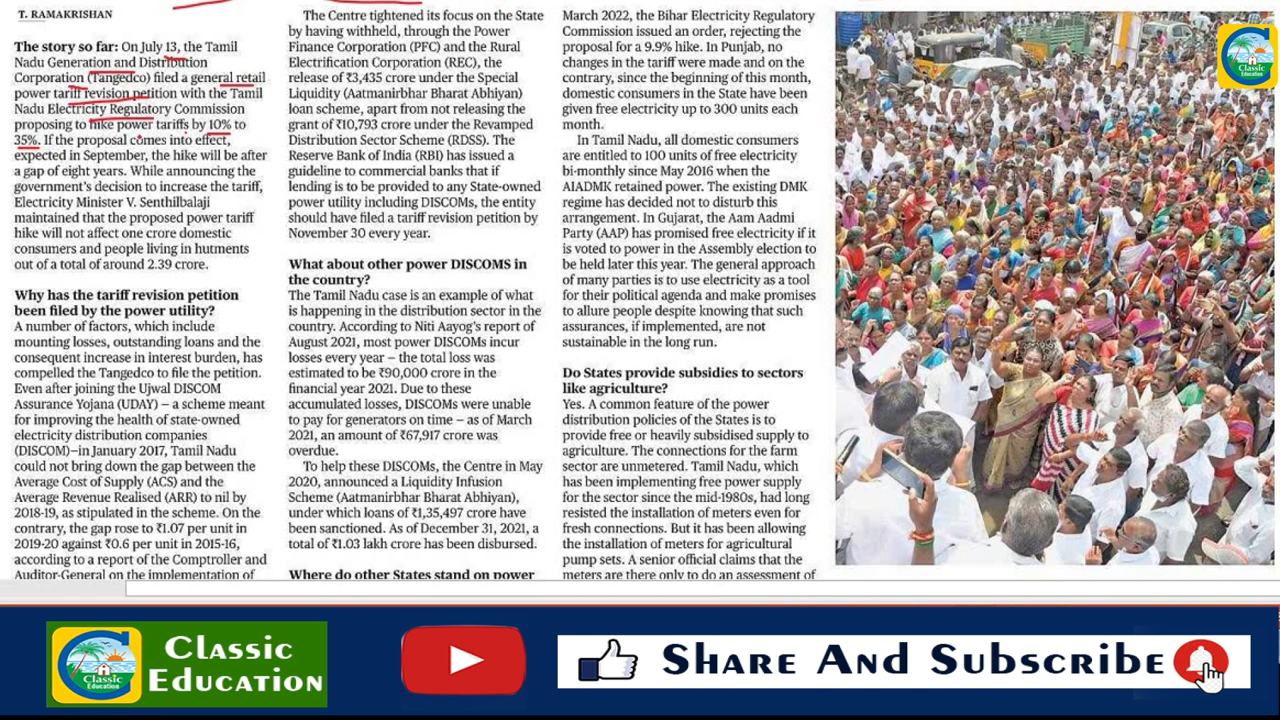 T. RAMAKRISHAN
The story so far: On July 13, the Tamil
Nadu Generation and Distribution
Corporation (Tangedco) filed a general retail
power tariff revision petition with the Tamil
Nadu Electricity Regulatory Commission
proposing to hike power tariffs by 10% to
35%. If the proposal comes into effect,
expected in September, the hike will be after
a gap of eight years. While announcing the
government's decision to increase the tariff,
Electricity Minister V. Senthilbalaji
maintained that the proposed power tariff
hike will not affect one crore domestic
consumers and people living in hutments
out of a total of around 2.39 crore.
Why has the tariff revision petition
been filed by the power utility?
A number of factors, which include
mounting losses, outstanding loans and the
consequent increase in interest burden, has
compelled the Tangedco to file the petition.
Even after joining the Ujwal DISCOM
Assurance Yojana (UDAY) – a scheme meant
for improving the health of state-owned
electricity distribution companies
(DISCOM)–in January 2017, Tamil Nadu
could not bring down the gap between the
Average Cost of Supply (ACS) and the
Average Revenue Realised (ARR) to nil by
2018-19, as stipulated in the scheme. On the
contrary, the gap rose to ₹1.07 per unit in
2019-20 against ₹0.6 per unit in 2015-16,
according to a report of the Comptroller and
Auditor-General on the implementation of
The Centre tightened its focus on the State
by having withheld, through the Power
Finance Corporation (PFC) and the Rural
Electrification Corporation (REC), the
release of ₹3,435 crore under the Special
Liquidity (Aatmanirbhar Bharat Abhiyan)
loan scheme, apart from not releasing the
grant of ₹10,793 crore under the Revamped
Distribution Sector Scheme (RDSS). The
Reserve Bank of India (RBI) has issued a
guideline to commercial banks that if
lending is to be provided to any State-owned
power utility including DISCOMs, the entity
should have filed a tariff revision petition by
November 30 every year.
What about other power DISCOMS in
the country?
The Tamil Nadu case is an example of what
is happening in the distribution sector in the
country. According to Niti Aayog's report of
August 2021, most power DISCOMs incur
losses every year – the total loss was
estimated to be ₹90,000 crore in the
financial year 2021. Due to these
accumulated losses, DISCOMs were unable
to pay for generators on time – as of March
2021, an amount of ₹67,917 crore was
overdue.
To help these DISCOMs, the Centre in May
2020, announced a Liquidity Infusion
Scheme (Aatmanirbhar Bharat Abhiyan),
under which loans of ₹1,35,497 crore have
been sanctioned. As of December 31, 2021, a
total of ₹1.03 lakh crore has been disbursed.
Where do other States stand on power
March 2022, the Bihar Electricity Regulatory
Commission issued an order, rejecting the
proposal for a 9.9% hike. In Punjab, no
changes in the tariff were made and on the
contrary, since the beginning of this month,
domestic consumers in the State have been
given free electricity up to 300 units each
month.
In Tamil Nadu, all domestic consumers
are entitled to 100 units of free electricity
bi-monthly since May 2016 when the
AIADMK retained power. The existing DMK
regime has decided not to disturb this
arrangement. In Gujarat, the Aam Aadmi
Party (AAP) has promised free electricity if it
is voted to power in the Assembly election to
be held later this year. The general approach
of many parties is to use electricity as a tool
for their political agenda and make promises
to allure people despite knowing that such
assurances, if implemented, are not
sustainable in the long run.
Do States provide subsidies to sectors
like agriculture?
Yes. A common feature of the power
distribution policies of the States is to
provide free or heavily subsidised supply to
agriculture. The connections for the farm
sector are unmetered. Tamil Nadu, which
has been implementing free power supply
for the sector since the mid-1980s, had long
resisted the installation of meters even for
fresh connections. But it has been allowing
the installation of meters for agricultural
pump sets. A senior official claims that the
meters are there only to do an assessment of
Classic
Education
Classic
Education
Classic
Education
Share And Subscribe